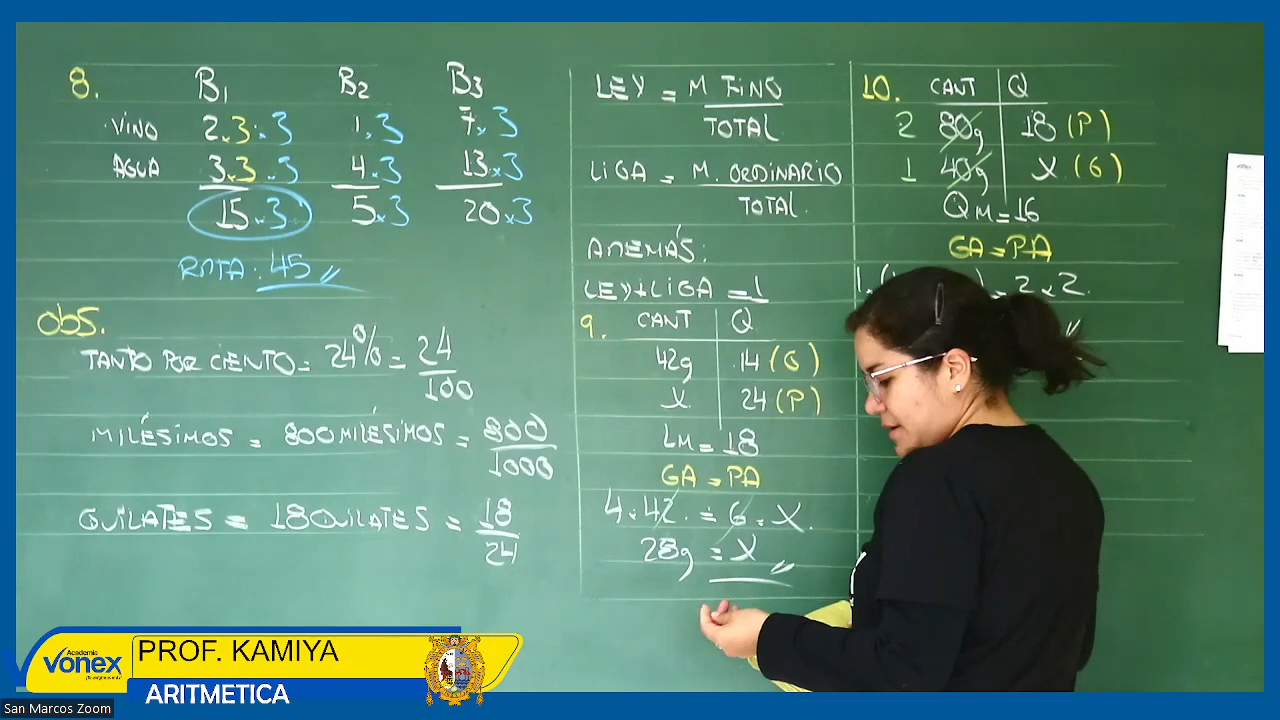 8. B1 B2 B3
VINO 2.3.3 1.3 7.3
AGUA 3.3.3 4.3 13.3
15.3 5.3 20.3
RPTA: 45
Obs.
TANTO POR CIENTO = 24% = 24/100
MILÉSIMOS = 800 MILÉSIMOS = 800/1000
QUILATES = 18 QUILATES = 18/24
LEY = M FINO / TOTAL
LIGA = M. ORDINARIO / TOTAL
ADEMÁS:
LEY + LIGA = 1
9. CANT Q
42g 14 (G)
X 24 (P)
LM = 18
GA = PA
4.42 = 6.X
28g = X
10. CANT Q
2 80g 18 (P)
1 40g X (G)
QM = 16
GA = PA
= 2 x 2
Academia
VONEX
PROF. KAMIYA
ARITMETICA
San Marcos Zoom